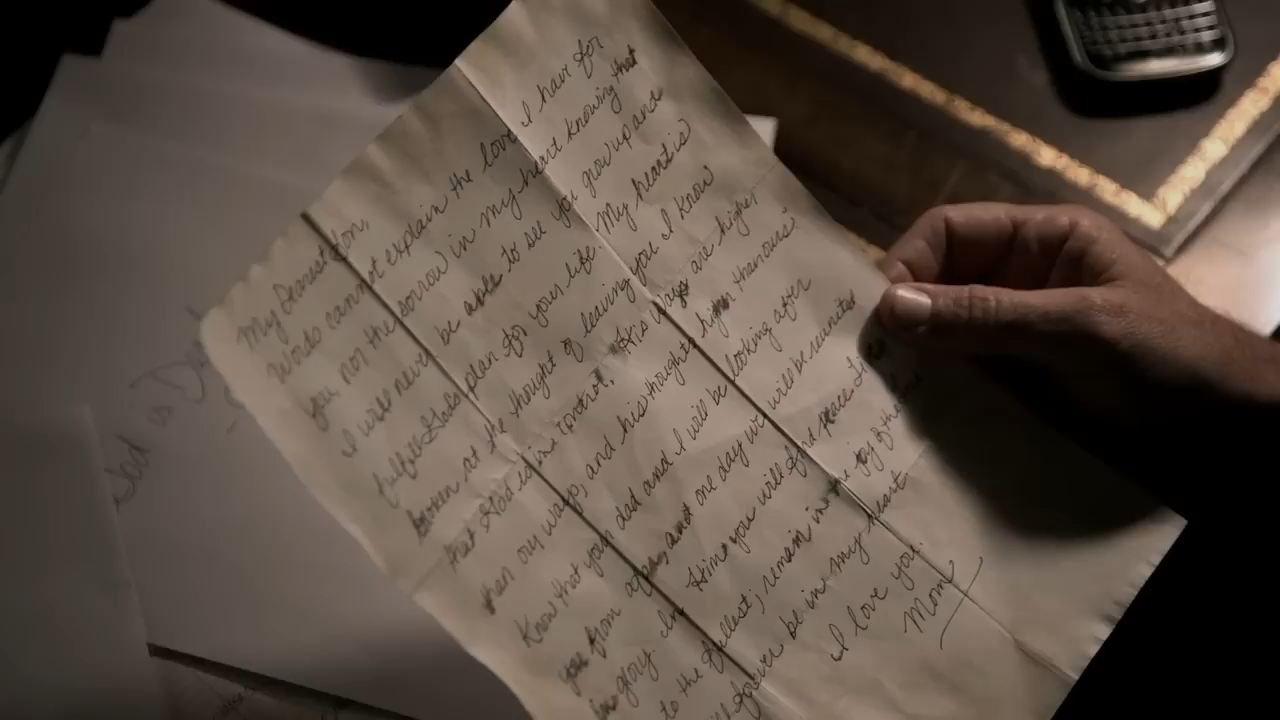 My Dearest Son,
Words cannot explain the love I have for
you nor the sorrow in my heart knowing that
I will never be able to see you grow up and
fulfill Gods plan for your life. My heart is
broken at the thought of leaving you. I know
that God is in control. His ways are higher
than our ways, and his thoughts higher than ours
Know that your dad and I will be looking after
you from afar, and one day we will be reunited
in glory. In Him you will find peace
to the fullest; remain in joy of the
forever be in my heart.
I love you.
Mom
Dad is